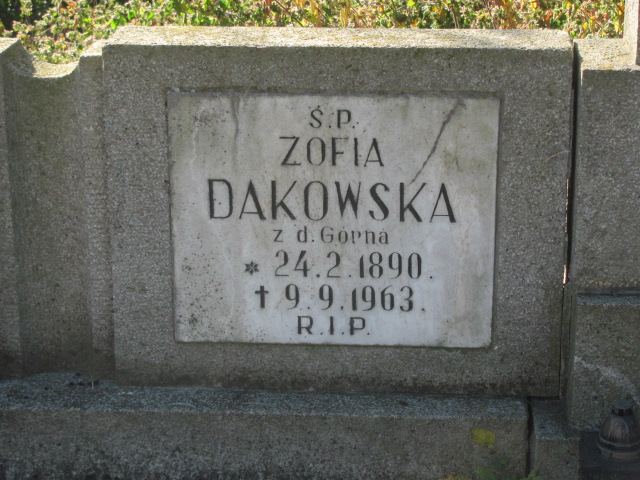 Ś.P.
ZOFIA
DAKOWSKA
z d. Górna
* 24.2.1890.
† 9.9.1963.
R.I.P.